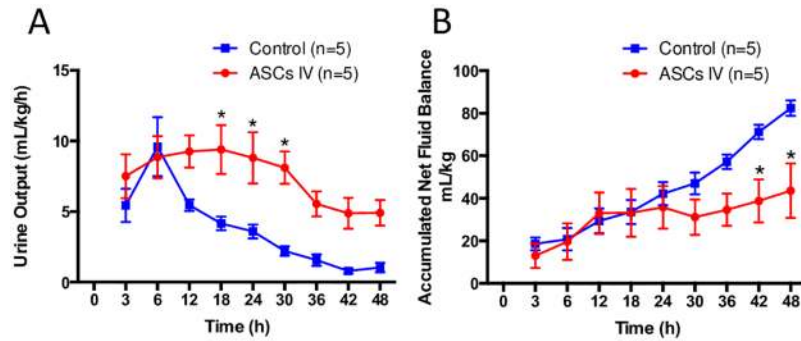 A
Control (n=5)
ASCs IV (n=5)
Urine Output (mL/kg/h)
15
10
5
0
* * *
0 3 6 12 18 24 30 36 42 48
Time (h)
B
Control (n=5)
ASCs IV (n=5)
Accumulated Net Fluid Balance
mL/kg
100
80
60
40
20
0
* *
0 3 6 12 18 24 30 36 42 48
Time (h)